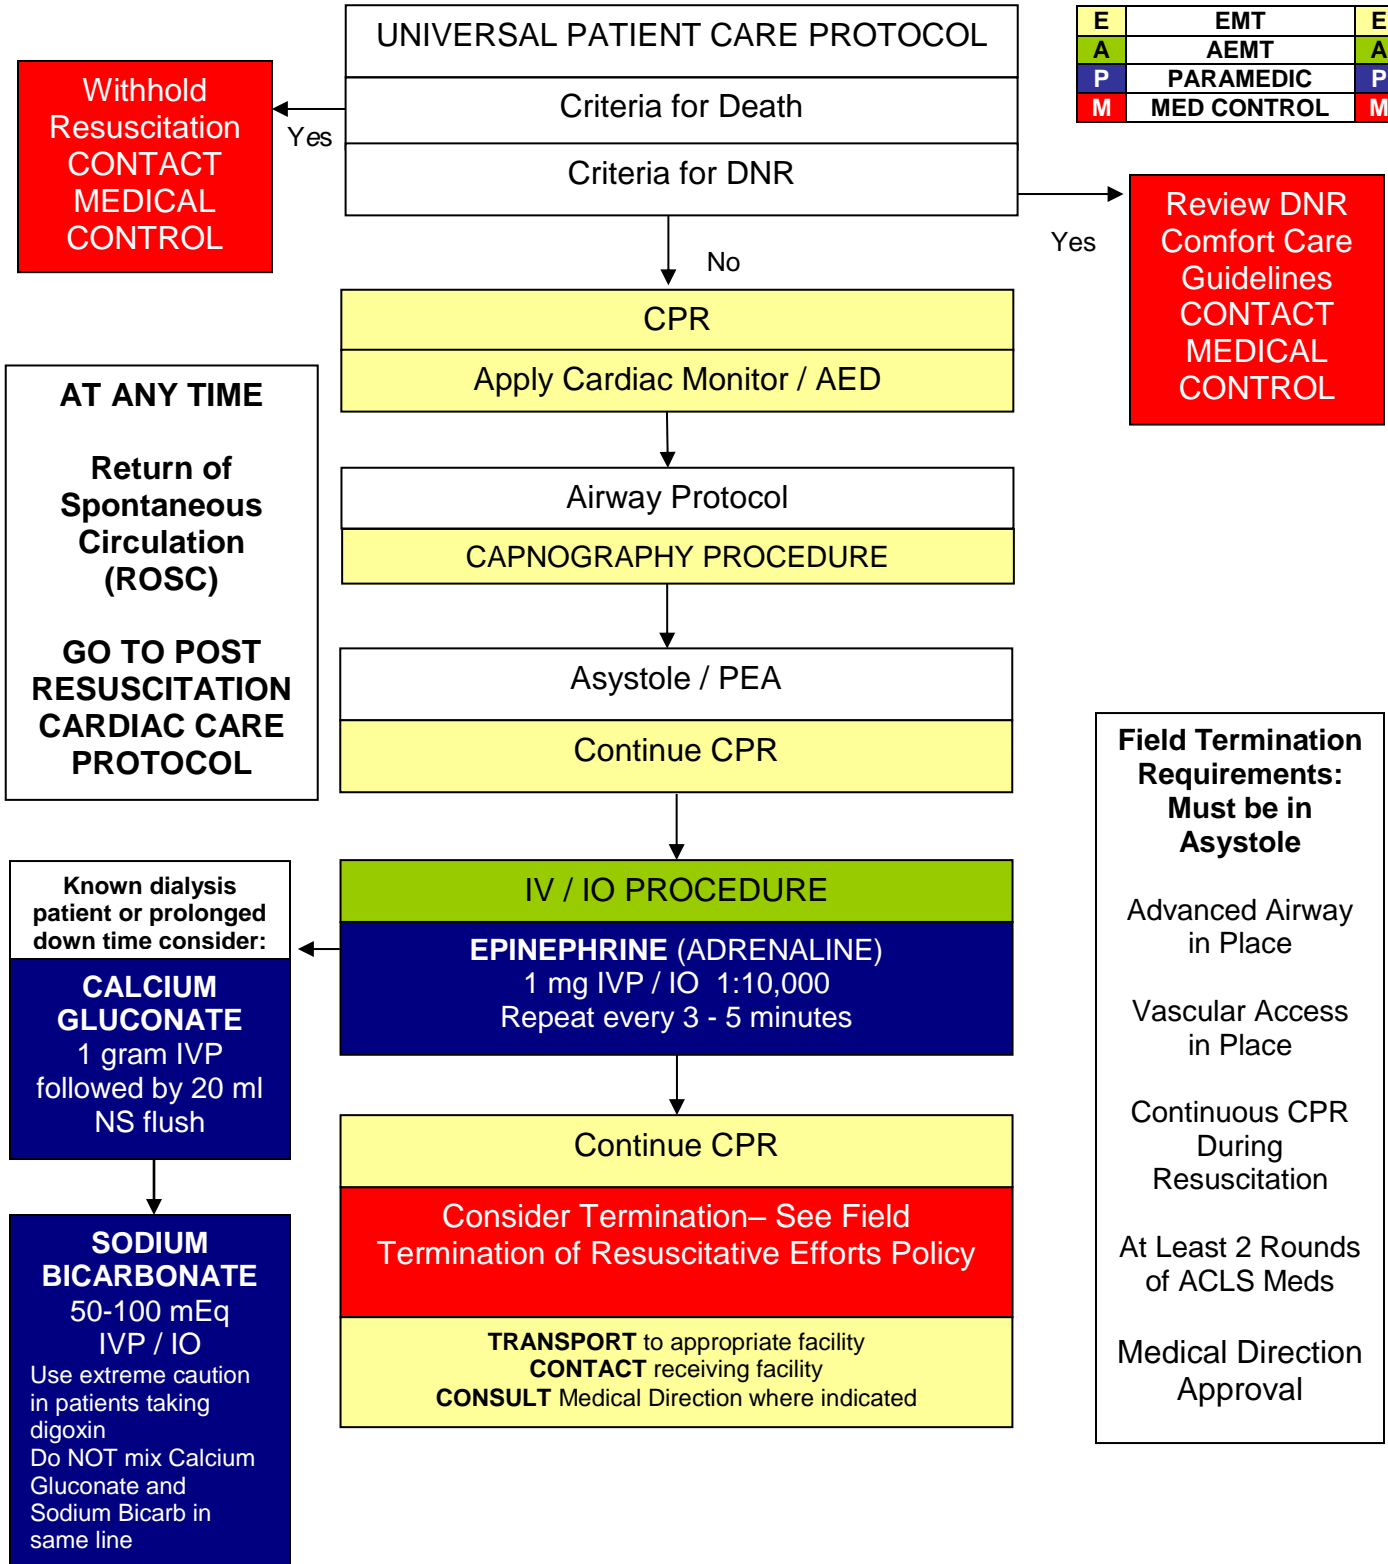 UNIVERSAL PATIENT CARE PROTOCOL
Criteria for Death
Criteria for DNR
E EMT E
A AEMT A
P PARAMEDIC P
M MED CONTROL M
Withhold
Resuscitation
CONTACT
MEDICAL
CONTROL
Yes
Yes
Review DNR
Comfort Care
Guidelines
CONTACT
MEDICAL
CONTROL
No
CPR
Apply Cardiac Monitor / AED
AT ANY TIME
Return of
Spontaneous
Circulation
(ROSC)
GO TO POST
RESUSCITATION
CARDIAC CARE
PROTOCOL
Airway Protocol
CAPNOGRAPHY PROCEDURE
Asystole / PEA
Continue CPR
IV / IO PROCEDURE
EPINEPHRINE (ADRENALINE)
1 mg IVP / IO 1:10,000
Repeat every 3 - 5 minutes
Known dialysis
patient or prolonged
down time consider:
CALCIUM
GLUCONATE
1 gram IVP
followed by 20 ml
NS flush
SODIUM
BICARBONATE
50-100 mEq
IVP / IO
Use extreme caution
in patients taking
digoxin
Do NOT mix Calcium
Gluconate and
Sodium Bicarb in
same line
Continue CPR
Consider Termination– See Field
Termination of Resuscitative Efforts Policy
TRANSPORT to appropriate facility
CONTACT receiving facility
CONSULT Medical Direction where indicated
Field Termination
Requirements:
Must be in
Asystole
Advanced Airway
in Place
Vascular Access
in Place
Continuous CPR
During
Resuscitation
At Least 2 Rounds
of ACLS Meds
Medical Direction
Approval